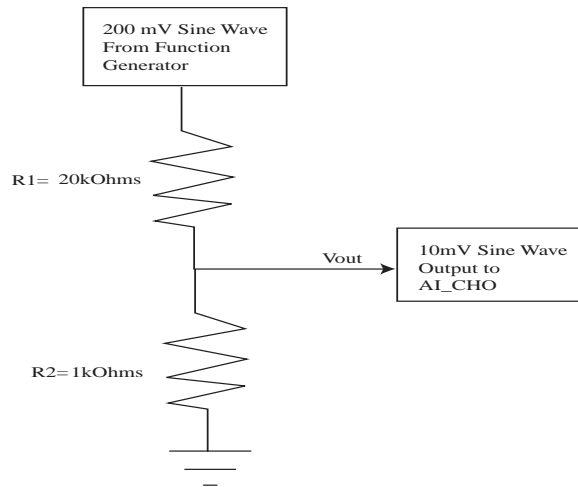 200 mV Sine Wave
From Function
Generator
R1= 20kOhms
Vout
10mV Sine Wave
Output to
AI_CHO
R2=1kOhms